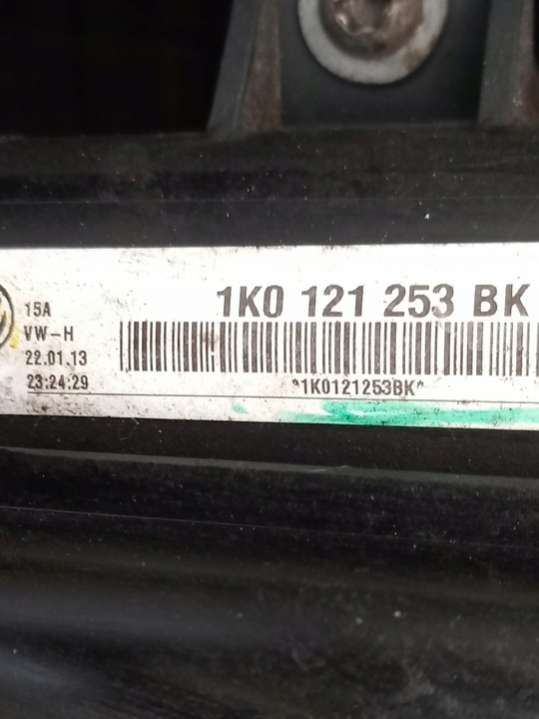 1K0 121 253 BK
15A
VW-H
22.01.13
23:24:29
*1K0121253BK*